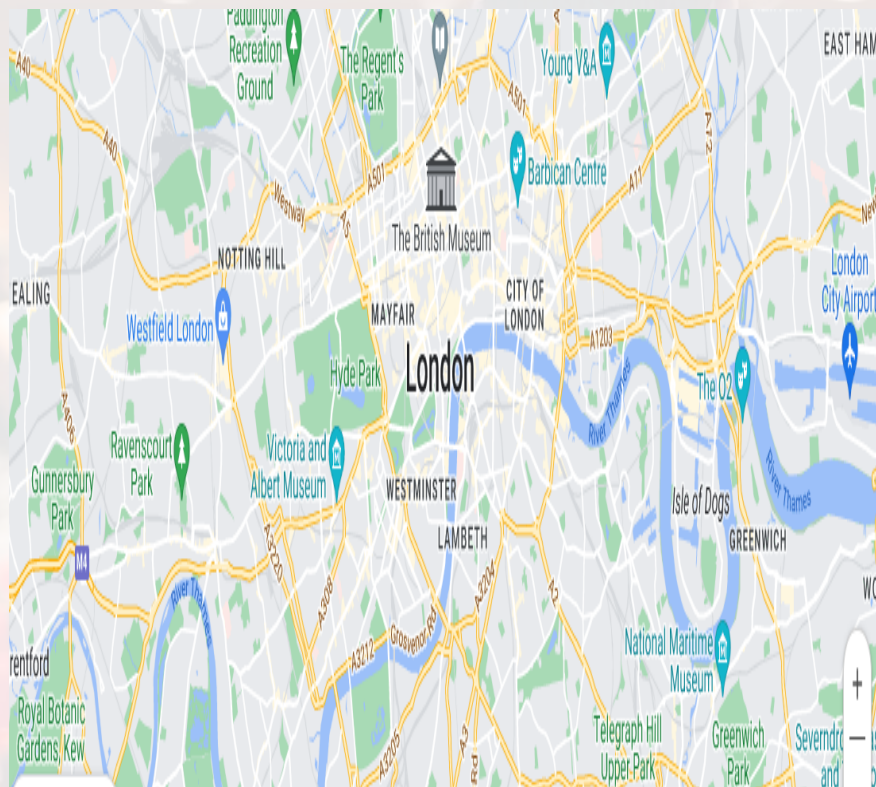 Paddington
Recreation
Ground
The Regent's
Park
Young V&A
EAST HAM
A40
A40
A501
A501
A12
Barbican Centre
A11
Westway
A5
The British Museum
NOTTING HILL
London
City Airport
EALING
CITY OF
LONDON
MAYFAIR
Westfield London
A1203
London
Hyde Park
The O2
River Thames
A406
Ravenscourt
Park
Victoria and
Albert Museum
Gunnersbury
Park
WESTMINSTER
River Thames
Isle of Dogs
LAMBETH
GREENWICH
M4
A3220
A3204
A2
A308
River Thames
Grosvenor Rd
A3212
National Maritime
Museum
rentford
Royal Botanic
Gardens, Kew
A3205
A3
Rd
Telegraph Hill
Upper Park
Greenwich
Park
+
−
and